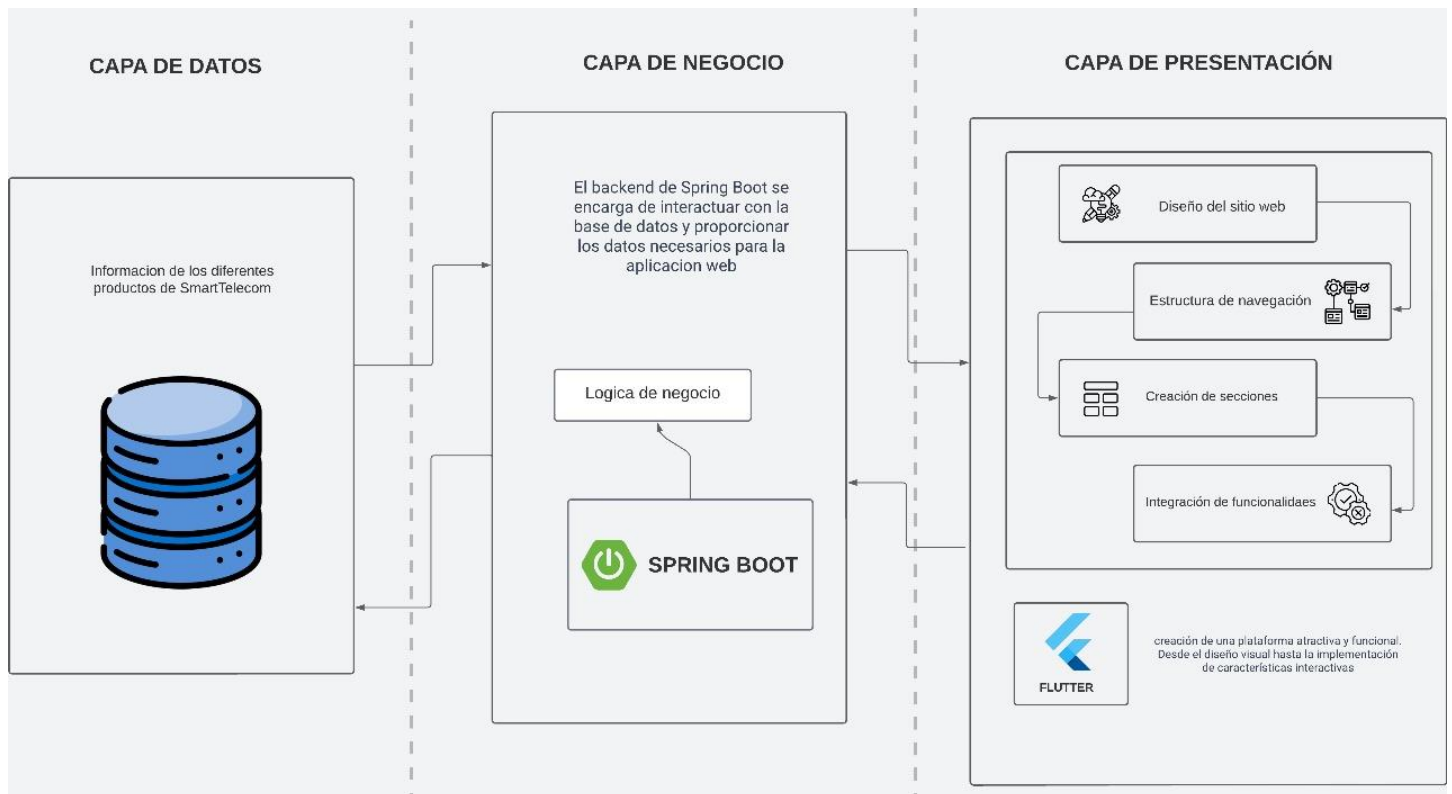 CAPA DE DATOS
Informacion de los diferentes
productos de SmartTelecom
CAPA DE NEGOCIO
El backend de Spring Boot se
encarga de interactuar con la
base de datos y proporcionar
los datos necesarios para la
aplicacion web
Logica de negocio
SPRING BOOT
CAPA DE PRESENTACIÓN
Diseño del sitio web
Estructura de navegación
Creación de secciones
Integración de funcionalidaes
FLUTTER
creación de una plataforma atractiva y funcional.
Desde el diseño visual hasta la implementación
de características interactivas